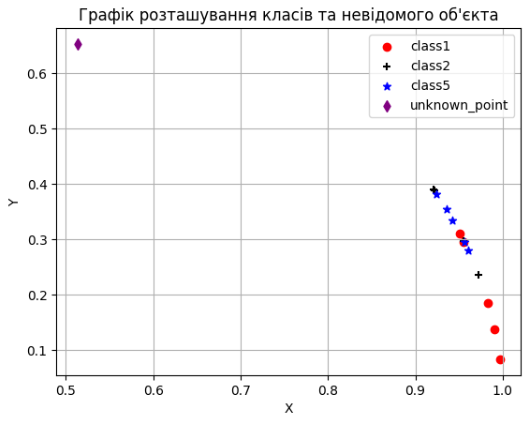 Графік розташування класів та невідомого об'єкта
class1
class2
class5
unknown_point
Y
0.6
0.5
0.4
0.3
0.2
0.1
0.5
0.6
0.7
0.8
0.9
1.0
X